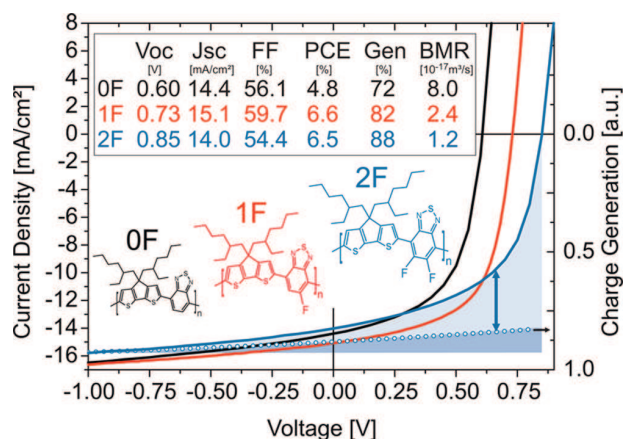 Voc Jsc FF PCE Gen BMR
[V] [mA/cm²] [%] [%] [%] [10⁻¹⁷m³/s]
0F 0.60 14.4 56.1 4.8 72 8.0
1F 0.73 15.1 59.7 6.6 82 2.4
2F 0.85 14.0 54.4 6.5 88 1.2
Current Density [mA/cm²]
8
6
4
2
0
-2
-4
-6
-8
-10
-12
-14
-16
0F
S S N S N n
1F
S S N S N F n
2F
S S N S N F F n
0.0
0.5
1.0
Charge Generation [a.u.]
-1.00 -0.75 -0.50 -0.25 0.00 0.25 0.50 0.75
Voltage [V]